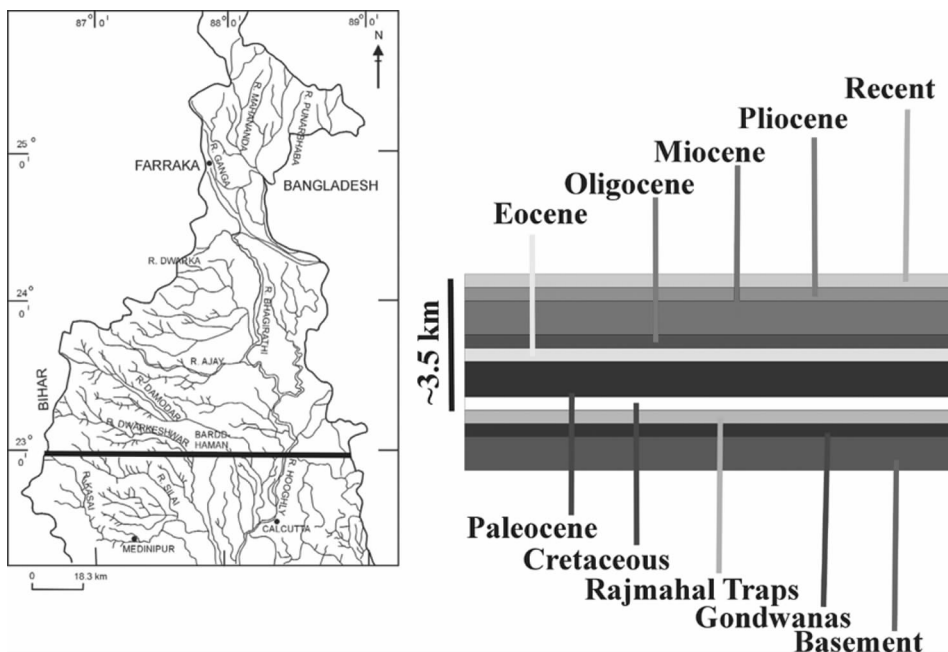 87° 0' 88° 0' 89° 0'
N
25° 0'
24° 0'
23° 0'
R. MAHANANDA
R. PUNARBHABA
R. GANGA
FARRAKA
BANGLADESH
R. DWARKA
R. BHAGIRATHI
R. AJAY
BIHAR
R. DAMODAR
R. DWARKESHWAR
BARDD-
HAMAN
R. KASAI
R. SILAI
R. HOOGHLY
CALCUTTA
MEDINIPUR
0 18.3 km
Recent
Pliocene
Miocene
Oligocene
Eocene
~3.5 km
Paleocene
Cretaceous
Rajmahal Traps
Gondwanas
Basement